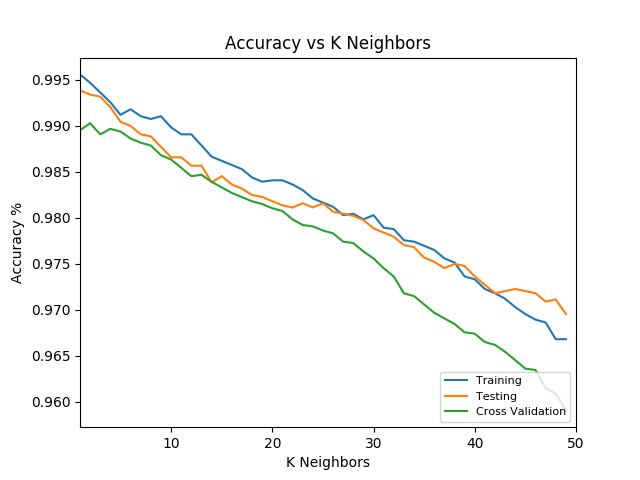 Accuracy vs K Neighbors
Accuracy %
0.995
0.990
0.985
0.980
0.975
0.970
0.965
0.960
10
20
30
40
50
K Neighbors
Training
Testing
Cross Validation